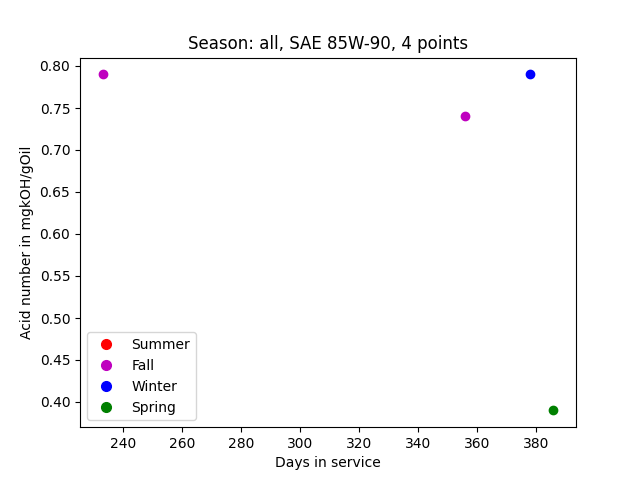 Season: all, SAE 85W-90, 4 points
Acid number in mgkOH/gOil
0.80
0.75
0.70
0.65
0.60
0.55
0.50
0.45
0.40
Summer
Fall
Winter
Spring
240 260 280 300 320 340 360 380
Days in service